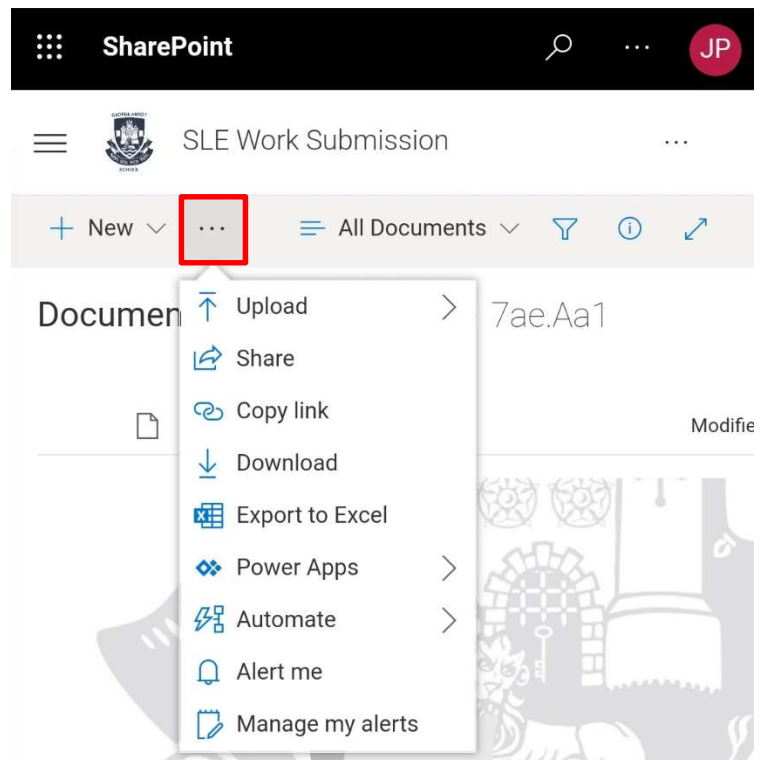 SharePoint
JP
SLE Work Submission
New
All Documents
Documen
7ae.Aa1
Upload
Share
Copy link
Modifie
Download
Export to Excel
Power Apps
Automate
Alert me
Manage my alerts